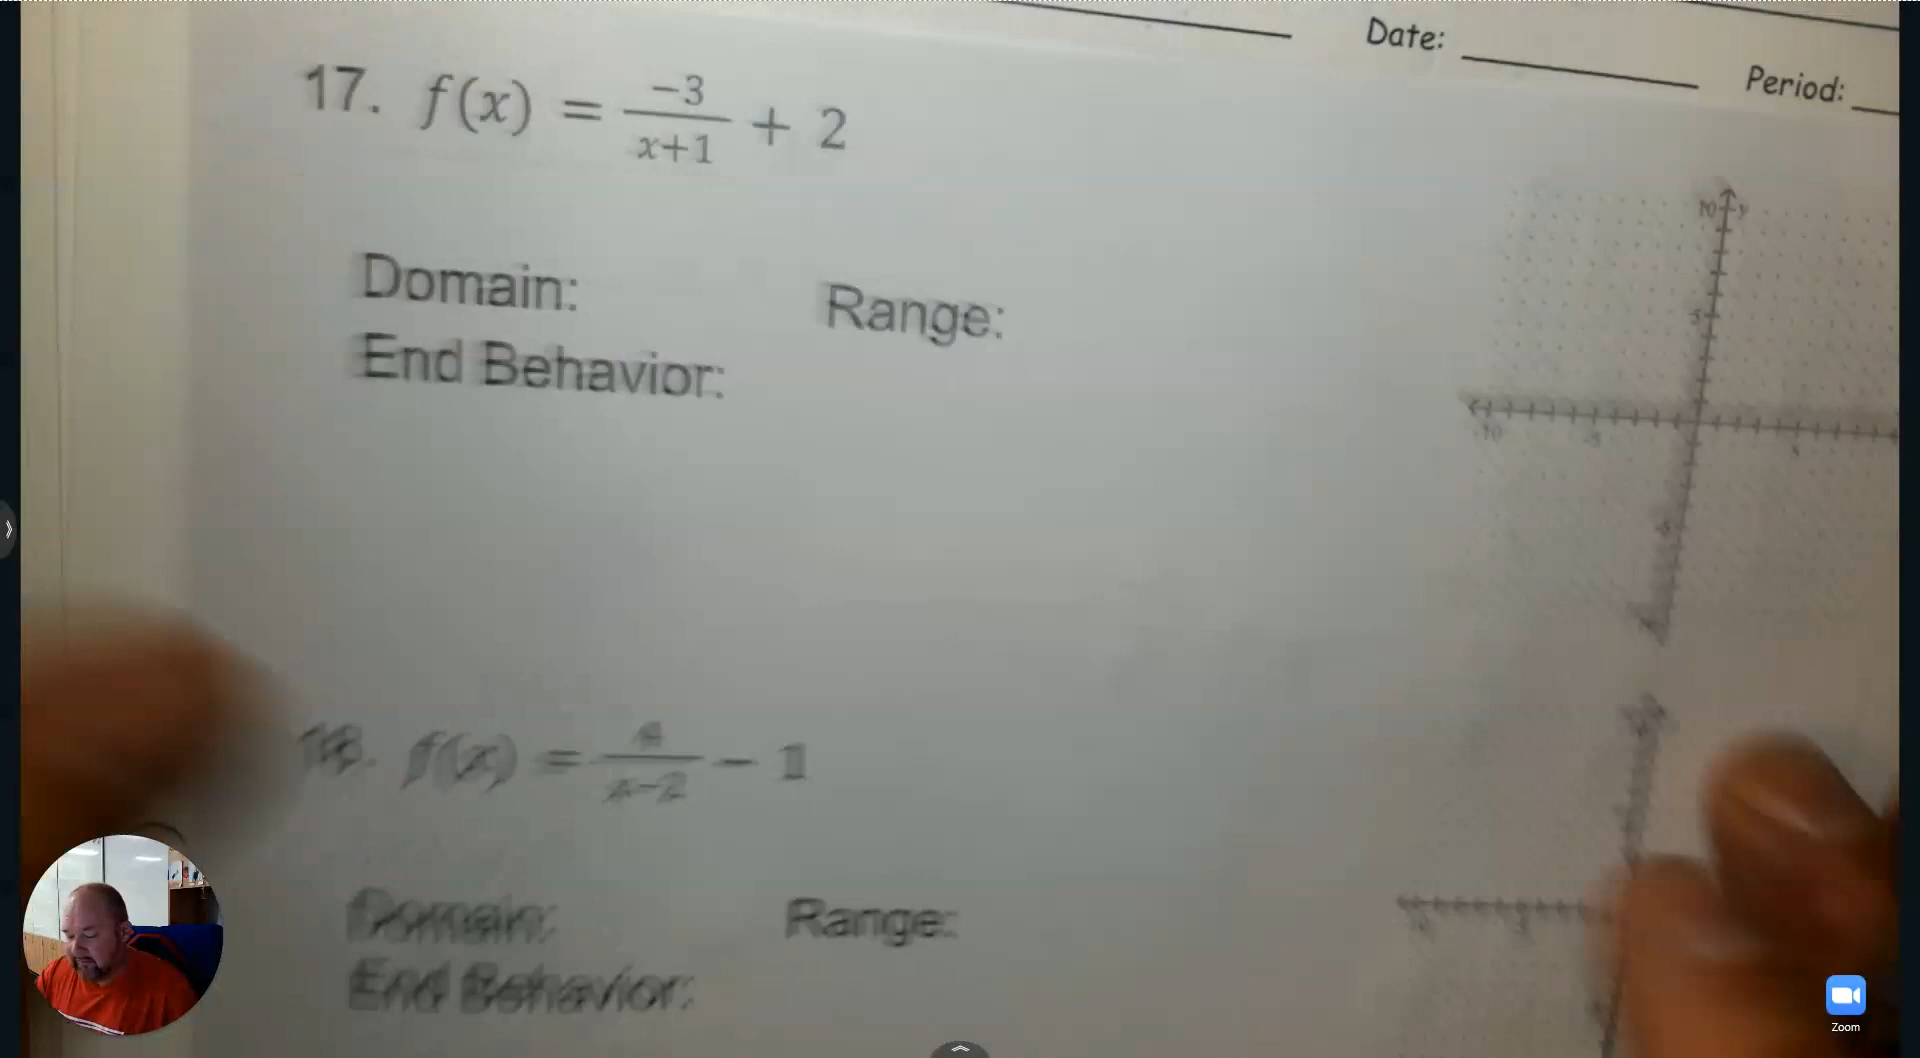 Date:
Period:
17. f(x) = -3/(x+1) + 2
Domain: Range:
End Behavior:
10 y
5
-10 -5 5
-5
18. f(x) = /(x-2) - 1
Domain: Range:
End Behavior:
Zoom